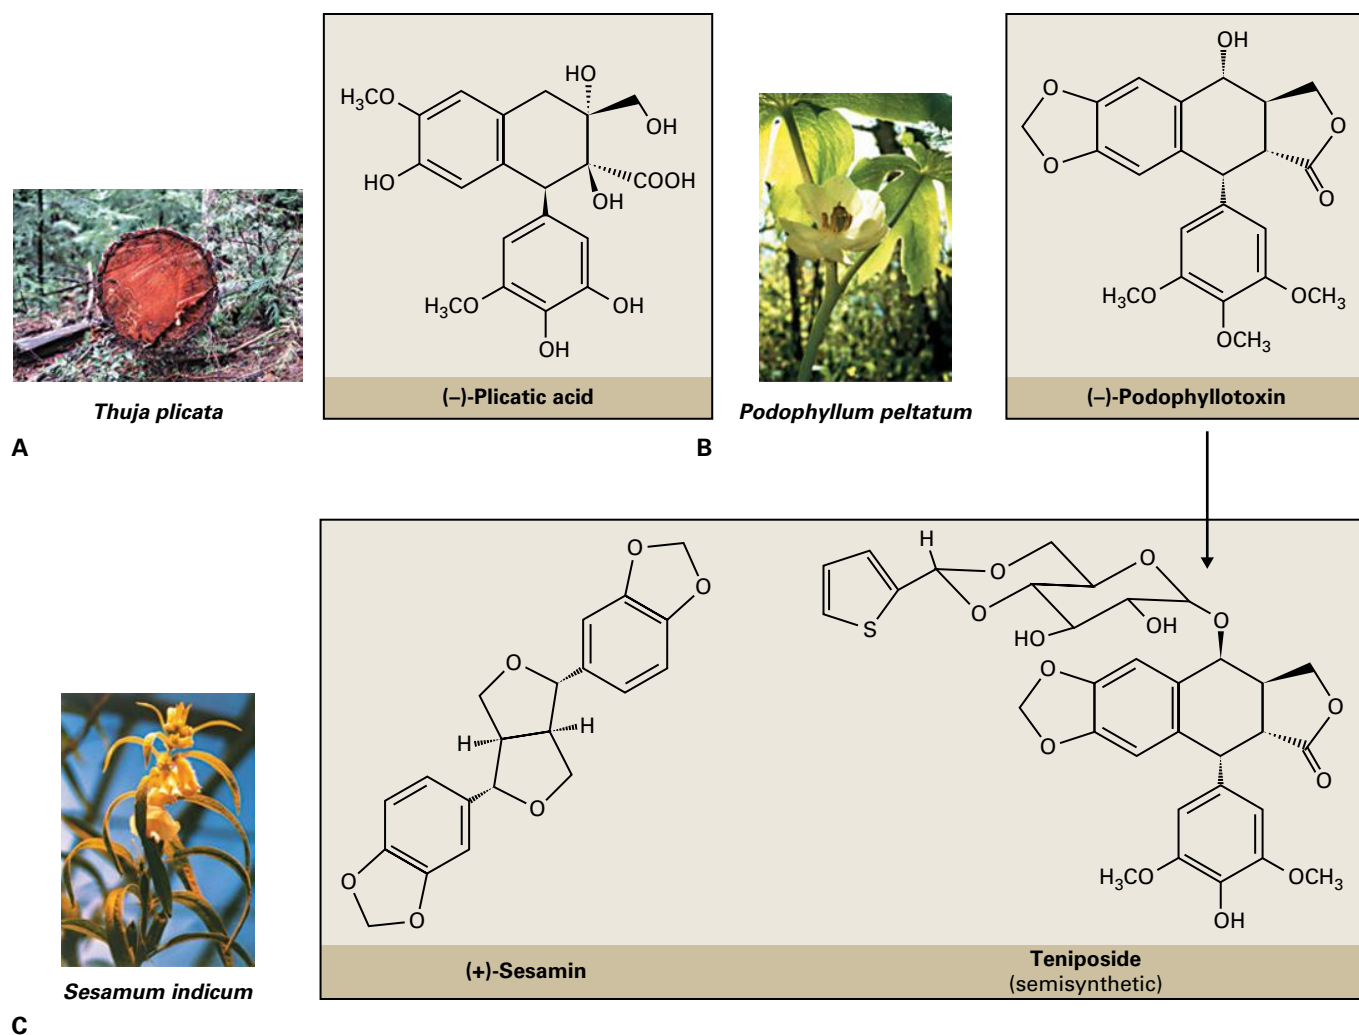 HO
H₃CO
OH
HO
COOH
OH
H₃CO
OH
OH
(–)-Plicatic acid
Thuja plicata
A
OH
O
O
O
O
H₃CO
OCH₃
OCH₃
(–)-Podophyllotoxin
Podophyllum peltatum
B
O
O
O
H
H
O
O
O
(+)-Sesamin
H
O
O
S
O
HO
OH
O
O
O
O
O
H₃CO
OCH₃
OH
Teniposide
(semisynthetic)
Sesamum indicum
C